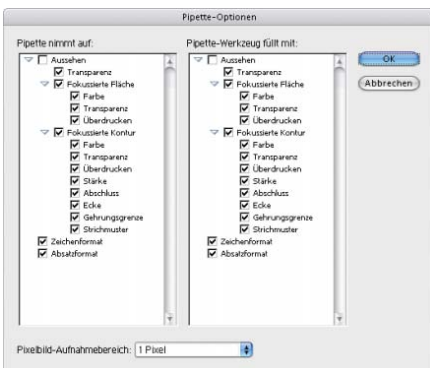 Pipette-Optionen
Pipette nimmt auf:
Aussehen
Transparenz
Fokussierte Fläche
Farbe
Transparenz
Überdrucken
Fokussierte Kontur
Farbe
Transparenz
Überdrucken
Stärke
Abschluss
Ecke
Gehrungsgrenze
Strichmuster
Zeichenformat
Absatzformat
Pipette-Werkzeug füllt mit:
Aussehen
Transparenz
Fokussierte Fläche
Farbe
Transparenz
Überdrucken
Fokussierte Kontur
Farbe
Transparenz
Überdrucken
Stärke
Abschluss
Ecke
Gehrungsgrenze
Strichmuster
Zeichenformat
Absatzformat
OK
Abbrechen
Pixelbild-Aufnahmebereich: 1 Pixel